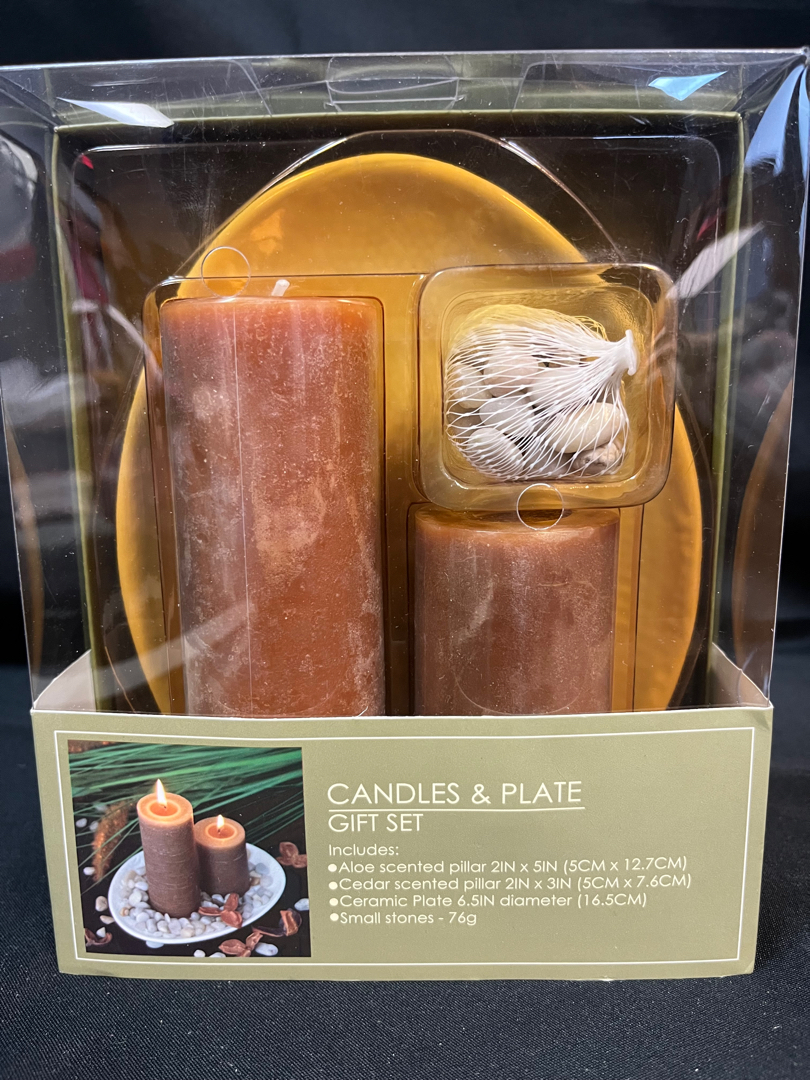 CANDLES & PLATE
GIFT SET
Includes:
●Aloe scented pillar 2IN x 5IN (5CM x 12.7CM)
●Cedar scented pillar 2IN x 3IN (5CM x 7.6CM)
●Ceramic Plate 6.5IN diameter (16.5CM)
●Small stones - 76g